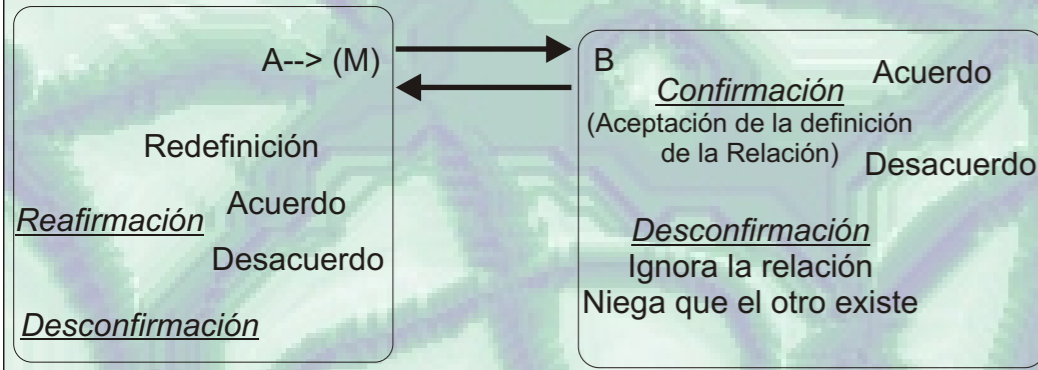 A--> (M)
Redefinición
Reafirmación
Acuerdo
Desacuerdo
Desconfirmación
B
Confirmación
Acuerdo
(Aceptación de la definición
de la Relación)
Desacuerdo
Desconfirmación
Ignora la relación
Niega que el otro existe